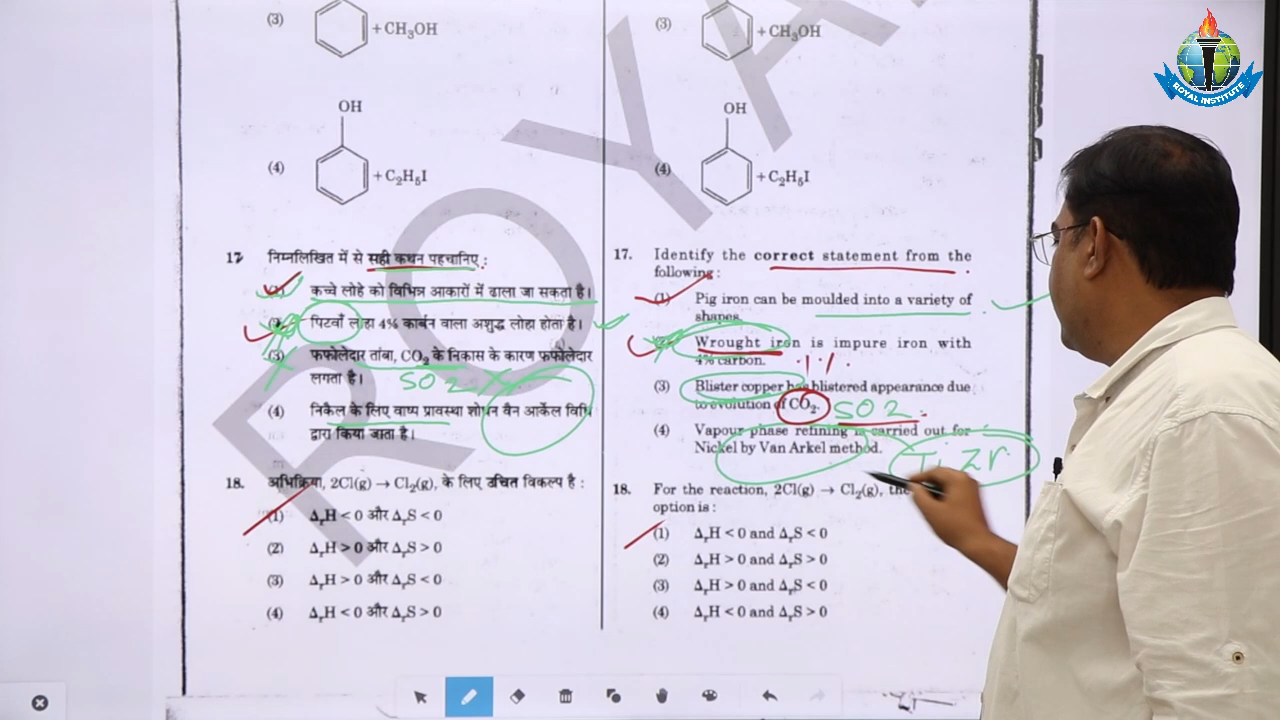 ROYAL INSTITUTE
(3)
+ CH₃OH
OH
(4)
+ C₂H₅I
17. निम्नलिखित में से सही कथन पहचानिए :
कच्चे लोहे को विभिन्न आकारों में ढाला जा सकता है।
पिटवाँ लोहा 4% कार्बन वाला अशुद्ध लोहा होता है।
(3) फफोलेदार तांबा, CO₂ के निकास के कारण फफोलेदार
लगता है।
SO2
(4) निकैल के लिए वाष्प प्रावस्था शोधन वैन आर्केल विधि
द्वारा किया जाता है।
18. अभिक्रिया, 2Cl(g) → Cl₂(g), के लिए उचित विकल्प है :
(1) ΔᵣH < 0 और ΔᵣS < 0
(2) ΔᵣH > 0 और ΔᵣS > 0
(3) ΔᵣH > 0 और ΔᵣS < 0
(4) ΔᵣH < 0 और ΔᵣS > 0
(3)
+ CH₃OH
OH
(4)
+ C₂H₅I
17. Identify the correct statement from the
following :
(1) Pig iron can be moulded into a variety of
shapes.
Wrought iron is impure iron with
4% carbon.
(3) Blister copper has blistered appearance due
to evolution of CO₂.
SO2
(4) Vapour phase refining is carried out for
Nickel by Van Arkel method.
Zr
18. For the reaction, 2Cl(g) → Cl₂(g), the
option is :
(1) ΔᵣH < 0 and ΔᵣS < 0
(2) ΔᵣH > 0 and ΔᵣS > 0
(3) ΔᵣH > 0 and ΔᵣS < 0
(4) ΔᵣH < 0 and ΔᵣS > 0